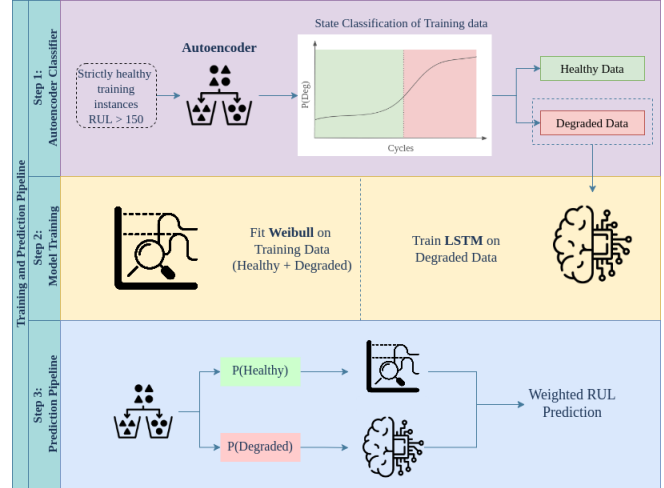 Training and Prediction Pipeline
Step 1:
Autoencoder Classifier
Strictly healthy
training
instances
RUL > 150
Autoencoder
State Classification of Training data
P(Deg)
Cycles
Healthy Data
Degraded Data
Step 2:
Model Training
Fit Weibull on
Training Data
(Healthy + Degraded)
Train LSTM on
Degraded Data
Step 3:
Prediction Pipeline
P(Healthy)
P(Degraded)
Weighted RUL
Prediction